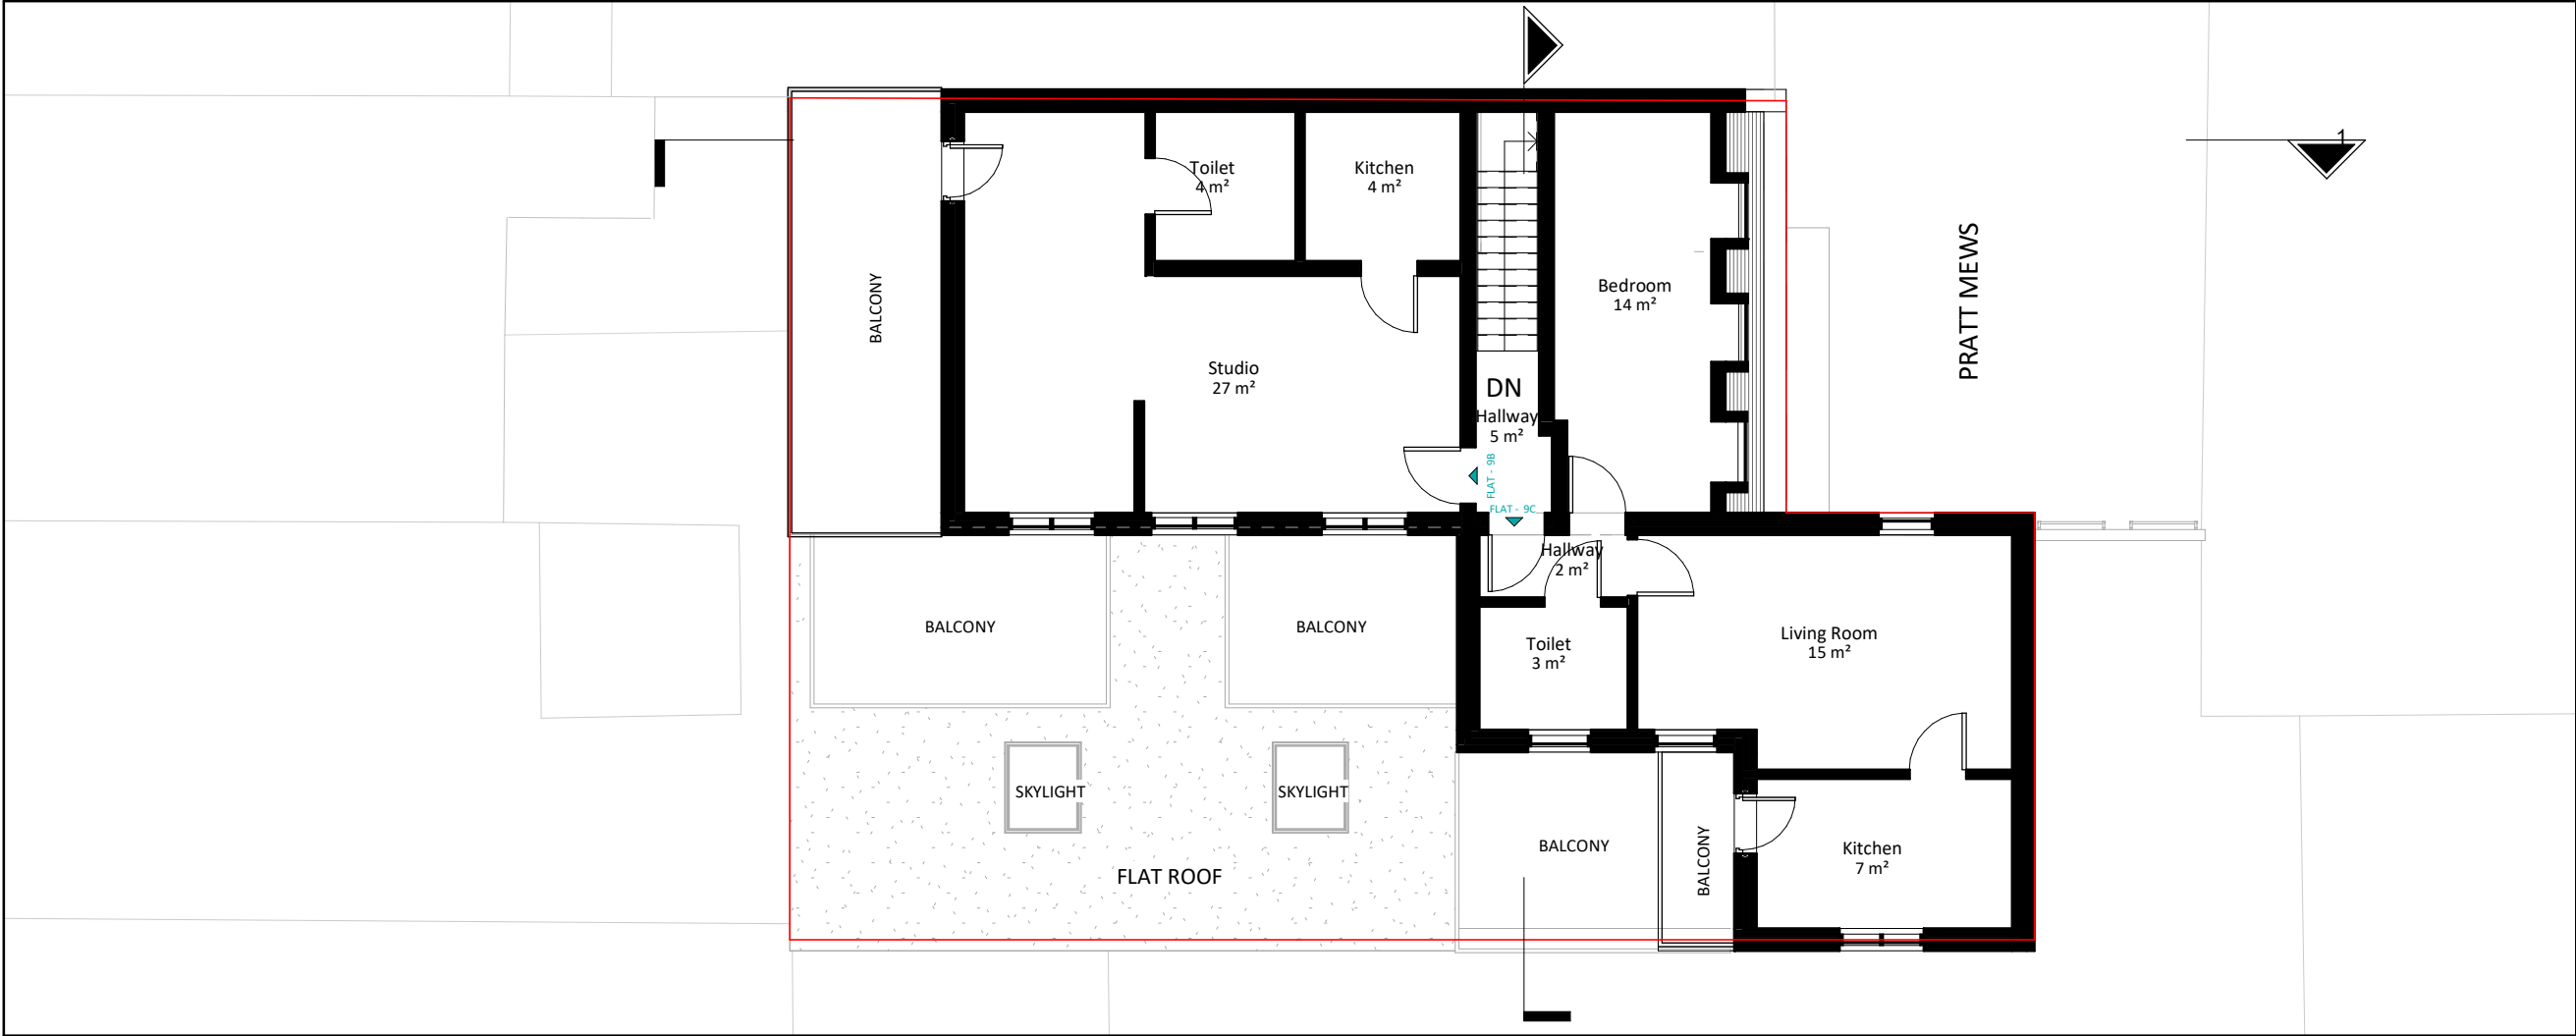 1
Toilet
4 m²
Kitchen
4 m²
BALCONY
Bedroom
14 m²
PRATT MEWS
Studio
27 m²
DN
Hallway
5 m²
FLAT - 9B
FLAT - 9C
Hallway
2 m²
BALCONY
BALCONY
Toilet
3 m²
Living Room
15 m²
SKYLIGHT
SKYLIGHT
BALCONY
BALCONY
Kitchen
7 m²
FLAT ROOF